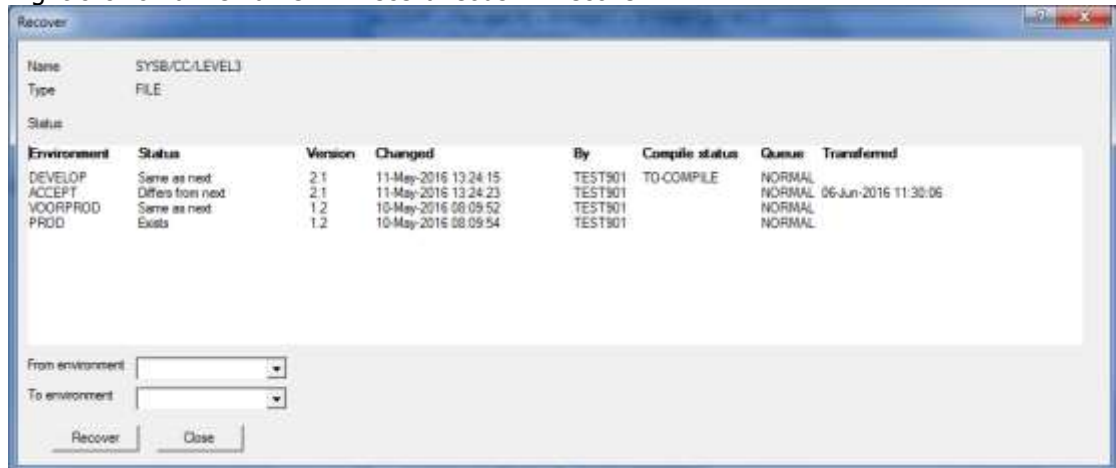 Recover
Name SYSB/CC/LEVEL3
Type FILE
Status
Environment Status Version Changed By Compile status Queue Transferred
DEVELOP Same as next 2.1 11-May-2016 13:24:15 TEST901 TO-COMPILE NORMAL
ACCEPT Differs from next 2.1 11-May-2016 13:24:23 TEST901 NORMAL 06-Jun-2016 11:30:06
VOORPROD Same as next 1.2 10-May-2016 08:09:52 TEST901 NORMAL
PROD Exists 1.2 10-May-2016 08:09:54 TEST901 NORMAL
From environment
To environment
Recover Close